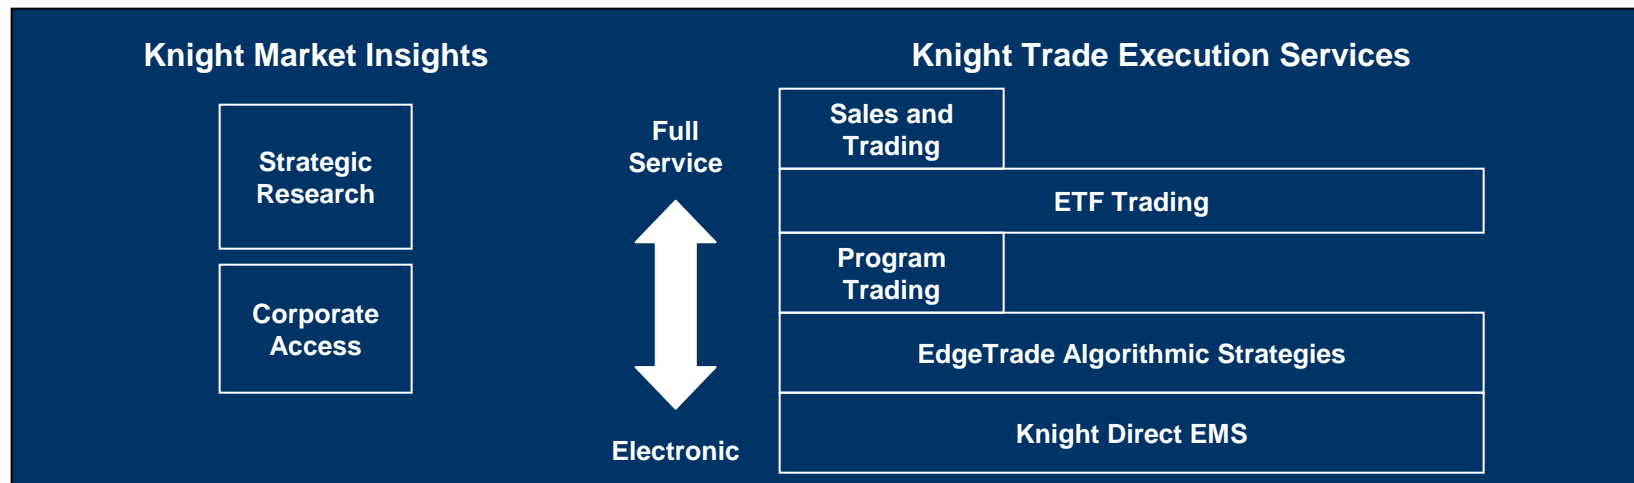 Knight Market Insights
Strategic
Research
Corporate
Access
Full
Service
Electronic
Knight Trade Execution Services
Sales and
Trading
ETF Trading
Program
Trading
EdgeTrade Algorithmic Strategies
Knight Direct EMS